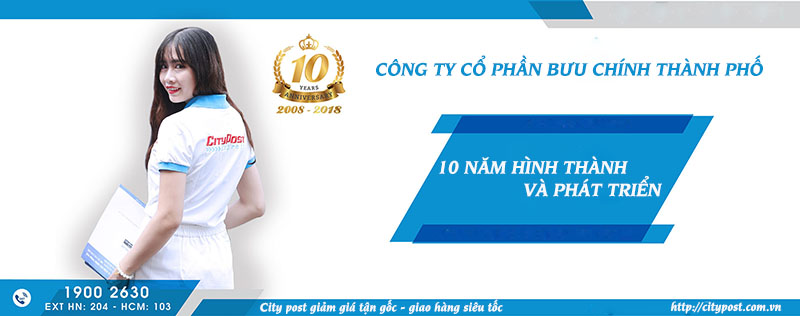 10
YEARS
ANNIVERSARY
2008 - 2018
CÔNG TY CỔ PHẦN BƯU CHÍNH THÀNH PHỐ
CITYPOST
10 NĂM HÌNH THÀNH
VÀ PHÁT TRIỂN
1900 2630
EXT HN: 204 - HCM: 103
City post giảm giá tận gốc - giao hàng siêu tốc
http://citypost.com.vn